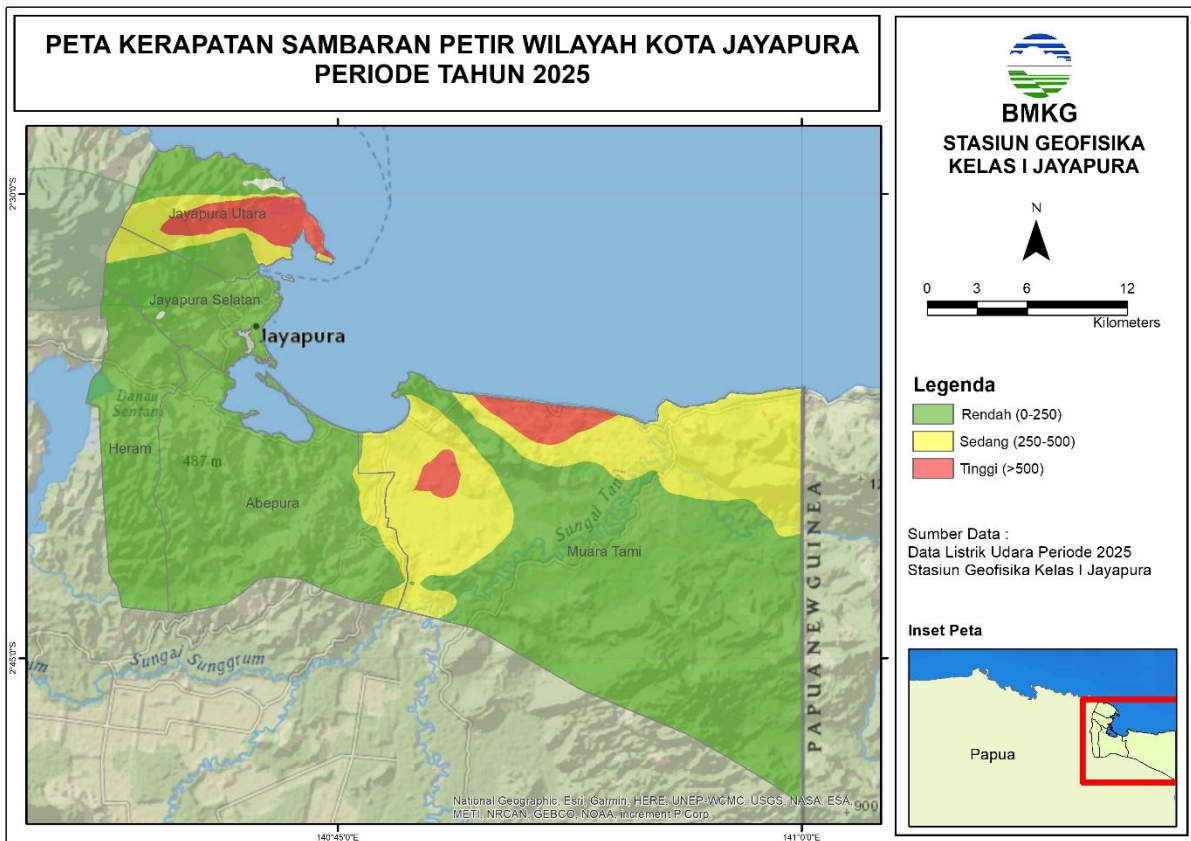 PETA KERAPATAN SAMBARAN PETIR WILAYAH KOTA JAYAPURA
PERIODE TAHUN 2025
BMKG
STASIUN GEOFISIKA
KELAS I JAYAPURA
N
0 3 6 12
Kilometers
Legenda
Rendah (0-250)
Sedang (250-500)
Tinggi (>500)
Sumber Data :
Data Listrik Udara Periode 2025
Stasiun Geofisika Kelas I Jayapura
Inset Peta
Papua
2°30'0"S
2°45'0"S
140°45'0"E
141°0'0"E
Jayapura Utara
Jayapura Selatan
Jayapura
Danau
Sentani
Heram
487 m
Abepura
Sungai Tami
Muara Tami
PAPUA NEW GUINEA
Sungai Sunggrum
um
12
900
National Geographic, Esri, Garmin, HERE, UNEP-WCMC, USGS, NASA, ESA,
METI, NRCAN, GEBCO, NOAA, increment P Corp.